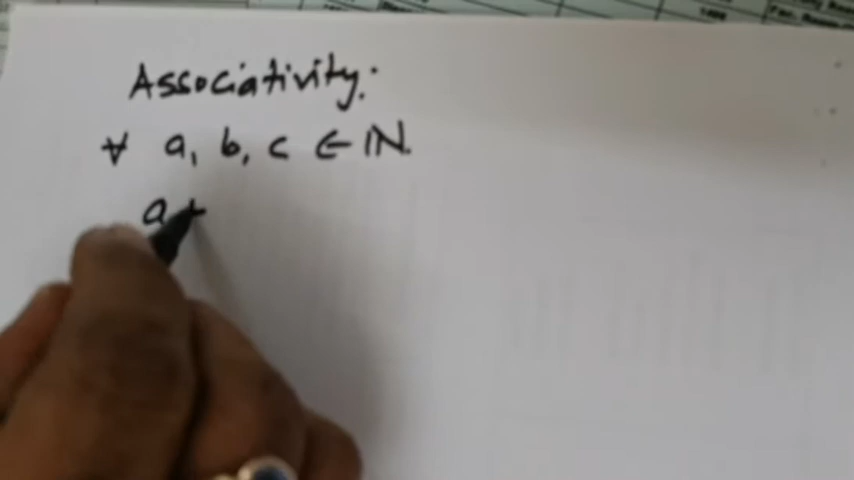 Associativity:
∀ a, b, c ∈ ℕ.
a +